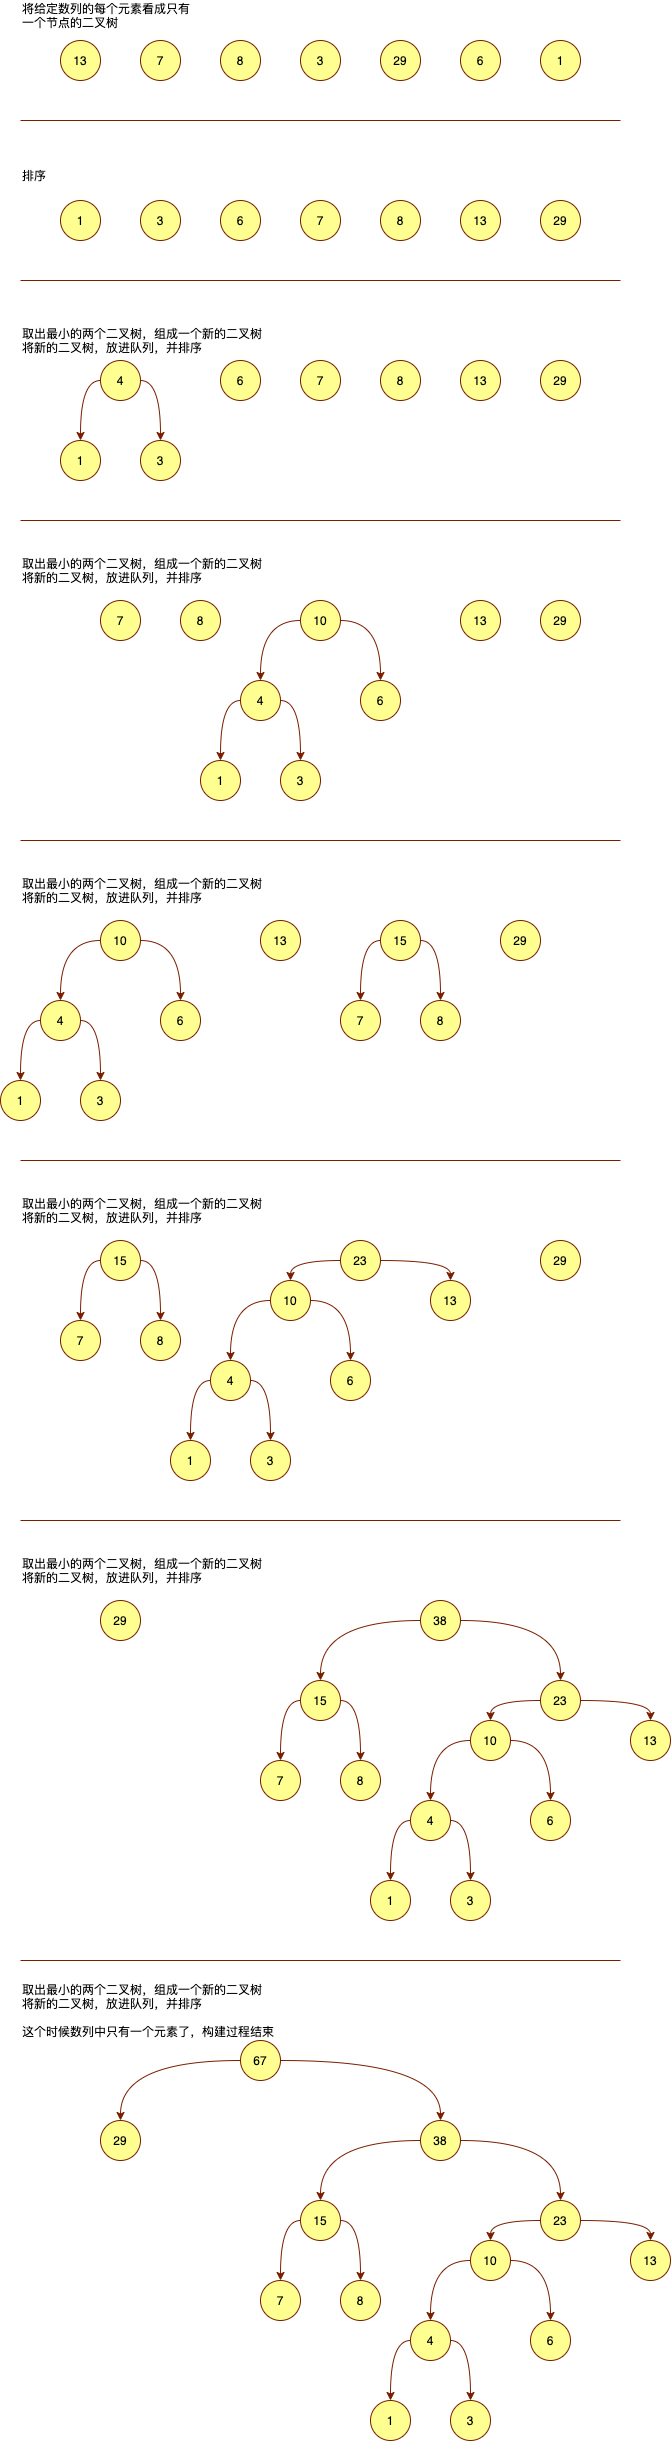 将给定数列的每个元素看成只有
一个节点的二叉树
13 7 8 3 29 6 1
排序
1 3 6 7 8 13 29
取出最小的两个二叉树，组成一个新的二叉树
将新的二叉树，放进队列，并排序
4 6 7 8 13 29
1 3
取出最小的两个二叉树，组成一个新的二叉树
将新的二叉树，放进队列，并排序
7 8 10 13 29
4 6
1 3
取出最小的两个二叉树，组成一个新的二叉树
将新的二叉树，放进队列，并排序
10 13 15 29
4 6 7 8
1 3
取出最小的两个二叉树，组成一个新的二叉树
将新的二叉树，放进队列，并排序
15 23 29
10 13
7 8
4 6
1 3
取出最小的两个二叉树，组成一个新的二叉树
将新的二叉树，放进队列，并排序
29 38
15 23
10 13
7 8
4 6
1 3
取出最小的两个二叉树，组成一个新的二叉树
将新的二叉树，放进队列，并排序
这个时候数列中只有一个元素了，构建过程结束
67
29 38
15 23
10 13
7 8
4 6
1 3